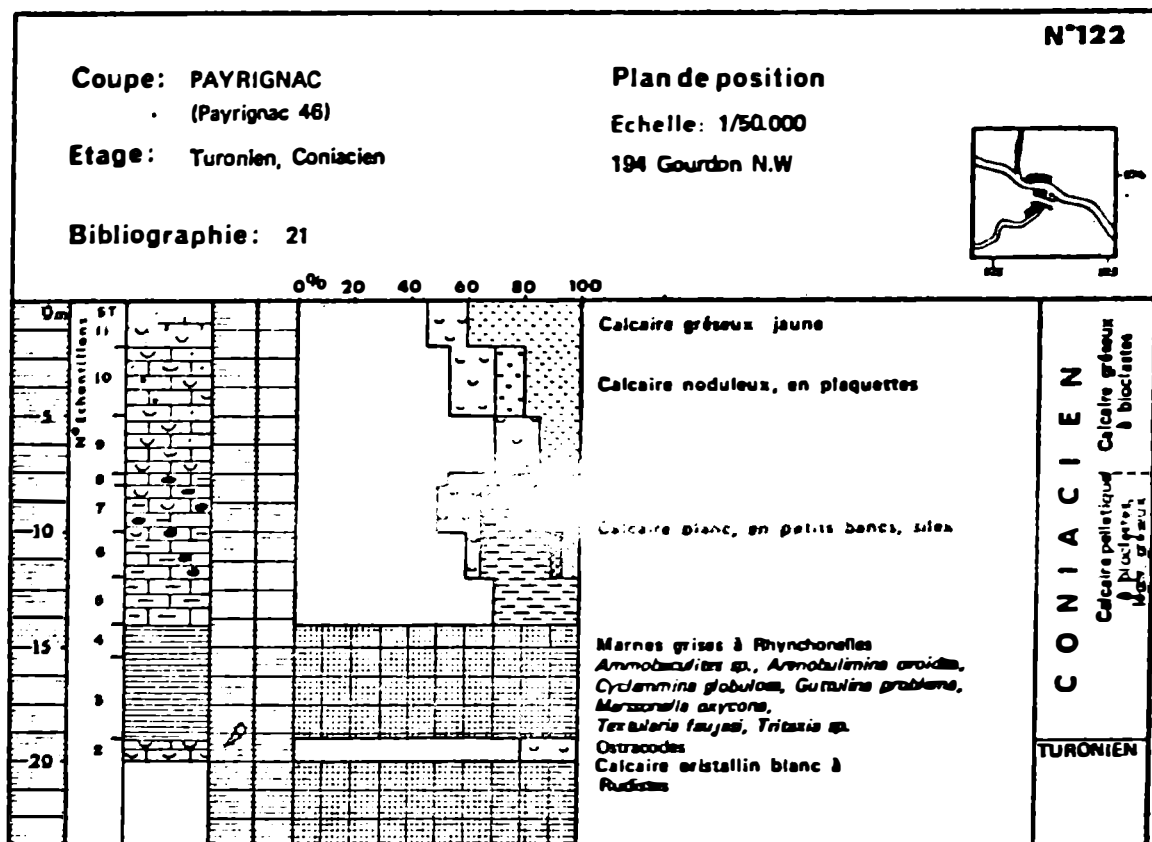 N°122
Coupe: PAYRIGNAC
(Payrignac 46)
Etage: Turonien, Coniacien
Bibliographie: 21
Plan de position
Echelle: 1/50.000
194 Gourdon N.W
0% 20 40 60 80 100
0m
5
10
15
20
N° Echantillons
ST
11
10
9
8
7
6
5
4
3
2
Calcaire gréseux jaune
Calcaire noduleux, en plaquettes
Calcaire blanc, en petits bancs, silex
Marnes grises à Rhynchonelles
Ammobaculites sp., Arenobulimina
Cyclammina globulosa, Guttulina problema,
Marssonella oxycona,
Textularia faujasi, Tritaxia sp.
Ostracodes
Calcaire cristallin blanc à
Rudistes
CONIACIEN
TURONIEN
Calcaire gréseux
à bioclastes
Calcaire pelletique
à bioclastes,
gréseux